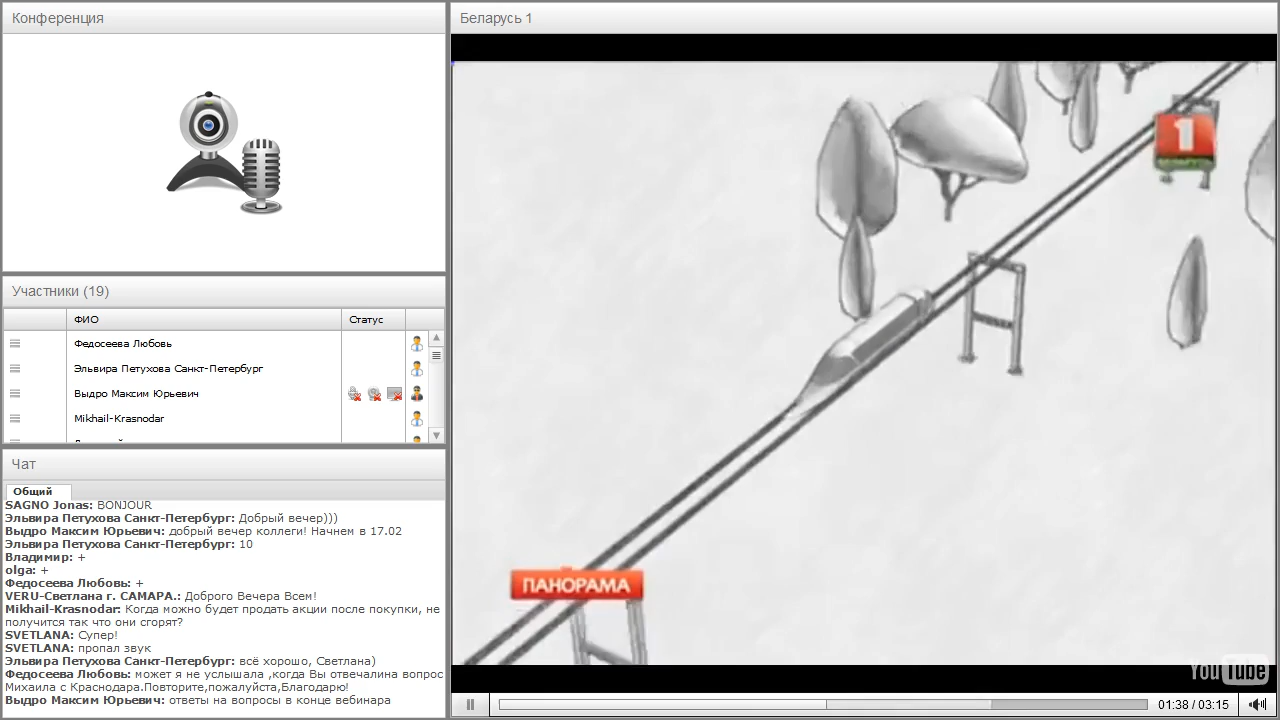 Конференция
Беларусь 1
1
БЕЛАРУСЬ
ПАНОРАМА
YouTube
01:38 / 03:15
Участники (19)
ФИО Статус
Федосеева Любовь
Эльвира Петухова Санкт-Петербург
Выдро Максим Юрьевич
Mikhail-Krasnodar
Чат
Общий
SAGNO Jonas: BONJOUR
Эльвира Петухова Санкт-Петербург: Добрый вечер)))
Выдро Максим Юрьевич: добрый вечер коллеги! Начнем в 17.02
Эльвира Петухова Санкт-Петербург: 10
Владимир: +
olga: +
Федосеева Любовь: +
VERU-Светлана г. САМАРА.: Доброго Вечера Всем!
Mikhail-Krasnodar: Когда можно будет продать акции после покупки, не
получится так что они сгорят?
SVETLANA: Супер!
SVETLANA: пропал звук
Эльвира Петухова Санкт-Петербург: всё хорошо, Светлана)
Федосеева Любовь: может я не услышала ,когда Вы отвечалина вопрос
Михаила с Краснодара.Повторите,пожалуйста,Благодарю!
Выдро Максим Юрьевич: ответы на вопросы в конце вебинара